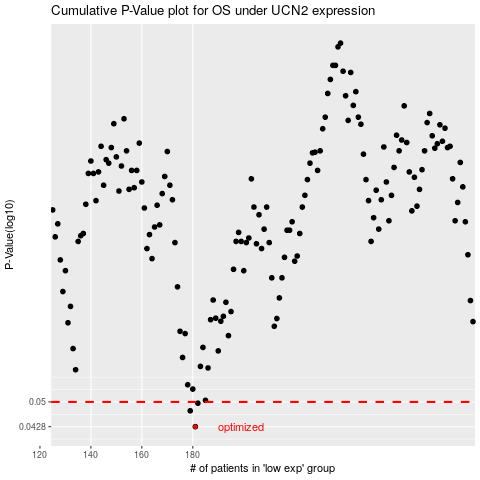 Cumulative P-Value plot for OS under UCN2 expression
P-Value(log10)
0.05
0.0428
optimized
120 140 160 180
# of patients in 'low exp' group